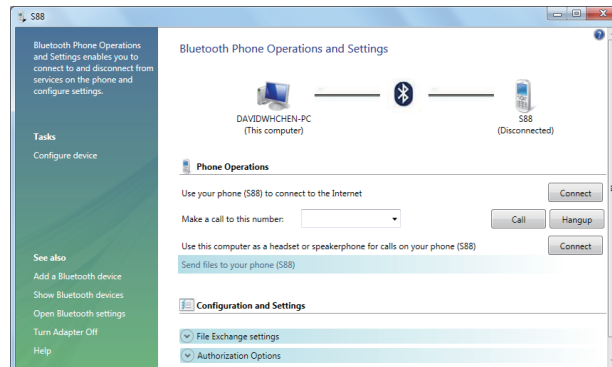 S88
Bluetooth Phone Operations
and Settings enables you to
connect to and disconnect from
services on the phone and
configure settings.
Tasks
Configure device
See also
Add a Bluetooth device
Show Bluetooth devices
Open Bluetooth settings
Turn Adapter Off
Help
Bluetooth Phone Operations and Settings
DAVIDWHCHEN-PC
(This computer)
S88
(Disconnected)
Phone Operations
Use your phone (S88) to connect to the Internet
Connect
Make a call to this number:
Call
Hangup
Use this computer as a headset or speakerphone for calls on your phone (S88)
Connect
Send files to your phone (S88)
Configuration and Settings
File Exchange settings
Authorization Options